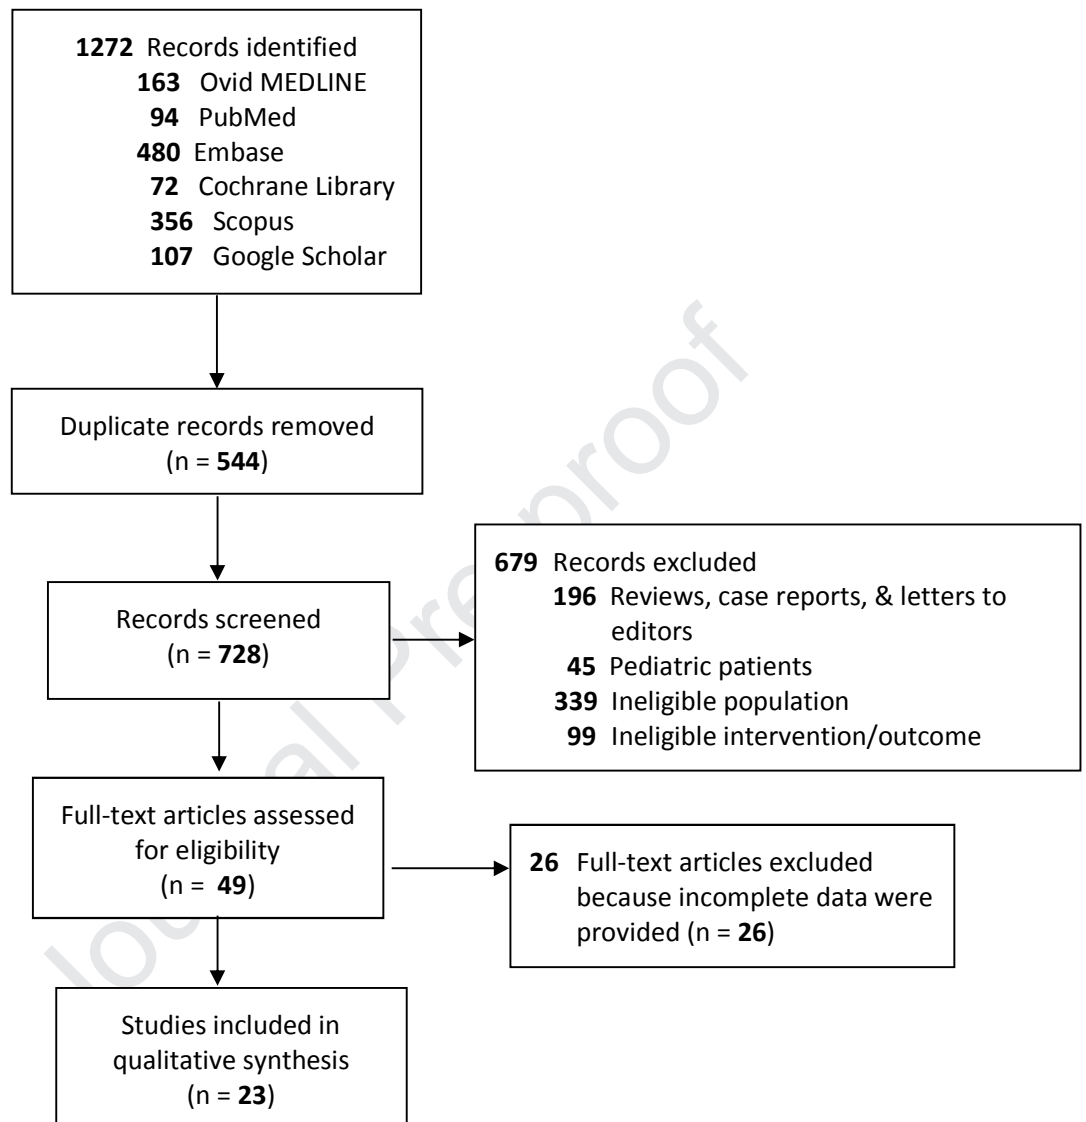 1272 Records identified
163 Ovid MEDLINE
94 PubMed
480 Embase
72 Cochrane Library
356 Scopus
107 Google Scholar
Duplicate records removed
(n = 544)
Records screened
(n = 728)
679 Records excluded
196 Reviews, case reports, & letters to
editors
45 Pediatric patients
339 Ineligible population
99 Ineligible intervention/outcome
Full-text articles assessed
for eligibility
(n = 49)
26 Full-text articles excluded
because incomplete data were
provided (n = 26)
Studies included in
qualitative synthesis
(n = 23)
Journal Pre-proof